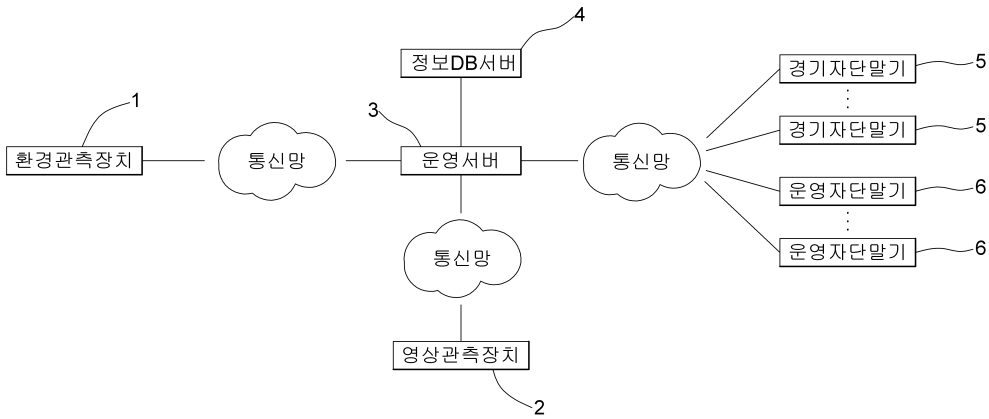 4
정보DB서버
경기자단말기
5
1
3
경기자단말기
5
환경관측장치
통신망
운영서버
통신망
운영자단말기
6
통신망
운영자단말기
6
영상관측장치
2